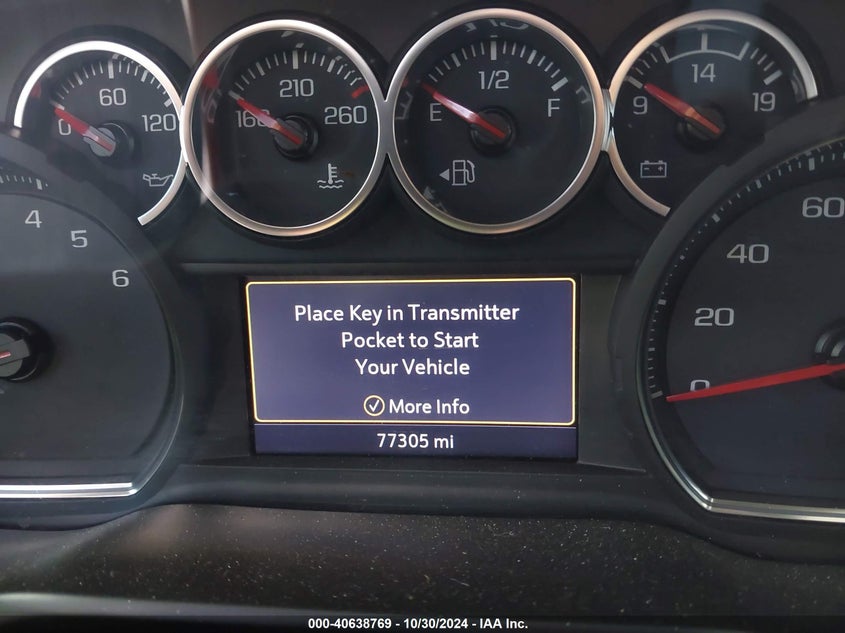 0 60 120
160 210 260
E 1/2 F
9 14 19
4 5 6
0 20 40 60
Place Key in Transmitter
Pocket to Start
Your Vehicle
More Info
77305 mi
000-40638769 - 10/30/2024 - IAA Inc.